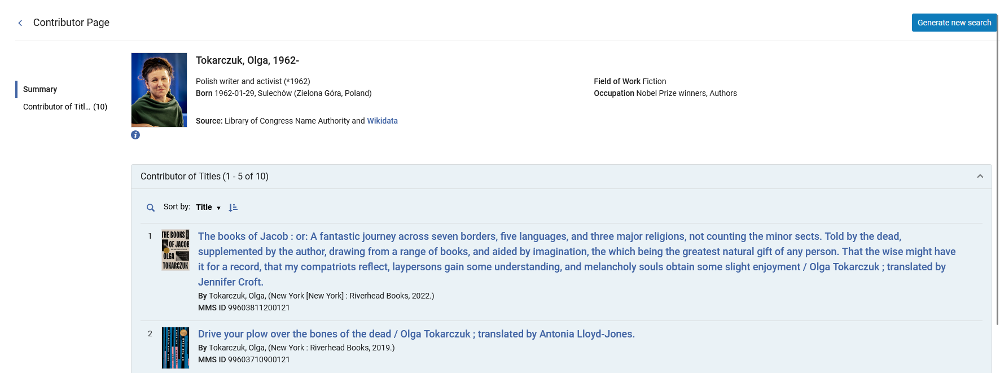 Contributor Page
Generate new search
Summary
Contributor of Titl... (10)
Tokarczuk, Olga, 1962-
Polish writer and activist (*1962)
Born 1962-01-29, Sulechów (Zielona Góra, Poland)
Field of Work Fiction
Occupation Nobel Prize winners, Authors
Source: Library of Congress Name Authority and Wikidata
Contributor of Titles (1 - 5 of 10)
Sort by: Title
1
THE BOOKS
OF JACOB
OLGA
TOKARCZUK
The books of Jacob : or: A fantastic journey across seven borders, five languages, and three major religions, not counting the minor sects. Told by the dead,
supplemented by the author, drawing from a range of books, and aided by imagination, the which being the greatest natural gift of any person. That the wise might have
it for a record, that my compatriots reflect, laypersons gain some understanding, and melancholy souls obtain some slight enjoyment / Olga Tokarczuk ; translated by
Jennifer Croft.
By Tokarczuk, Olga, (New York [New York] : Riverhead Books, 2022.)
MMS ID 99603811200121
2
Drive your plow over the bones of the dead / Olga Tokarczuk ; translated by Antonia Lloyd-Jones.
By Tokarczuk, Olga, (New York : Riverhead Books, 2019.)
MMS ID 99603710900121